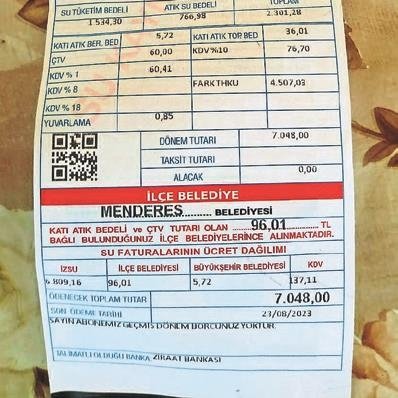 SU TÜKETİM BEDELİ ATIK SU BEDELİ TOPLAM
1.534,30 766,98 2.301,28
KATI ATIK BER. BED 5,72 KATI ATIK TOP BED 36,01
ÇTV 60,00 KDV %10 76,70
KDV % 1 60,41
KDV % 8 FARK THKU 4.507,03
KDV % 18
YUVARLAMA 0,85
DÖNEM TUTARI 7.048,00
TAKSİT TUTARI
ALACAK 0,00
İLÇE BELEDİYE
MENDERES.......... BELEDİYESİ
KATI ATIK BEDELİ ve ÇTV TUTARI OLAN ....96,01.... TL
BAĞLI BULUNDUĞUNUZ İLÇE BELEDİYELERİNCE ALINMAKTADIR.
SU FATURALARININ ÜCRET DAĞILIMI
İZSU İLÇE BELEDİYESİ BÜYÜKŞEHİR BELEDİYESİ KDV
6.809,16 96,01 5,72 137,11
ÖDENECEK TOPLAM TUTAR 7.048,00
SON ÖDEME TARİHİ 23/08/2023
SAYIN ABONEMİZ GEÇMİŞ DÖNEM BORCUNUZ YOKTUR.
TALİMATLI OLDUĞU BANKA ZİRAAT BANKASI